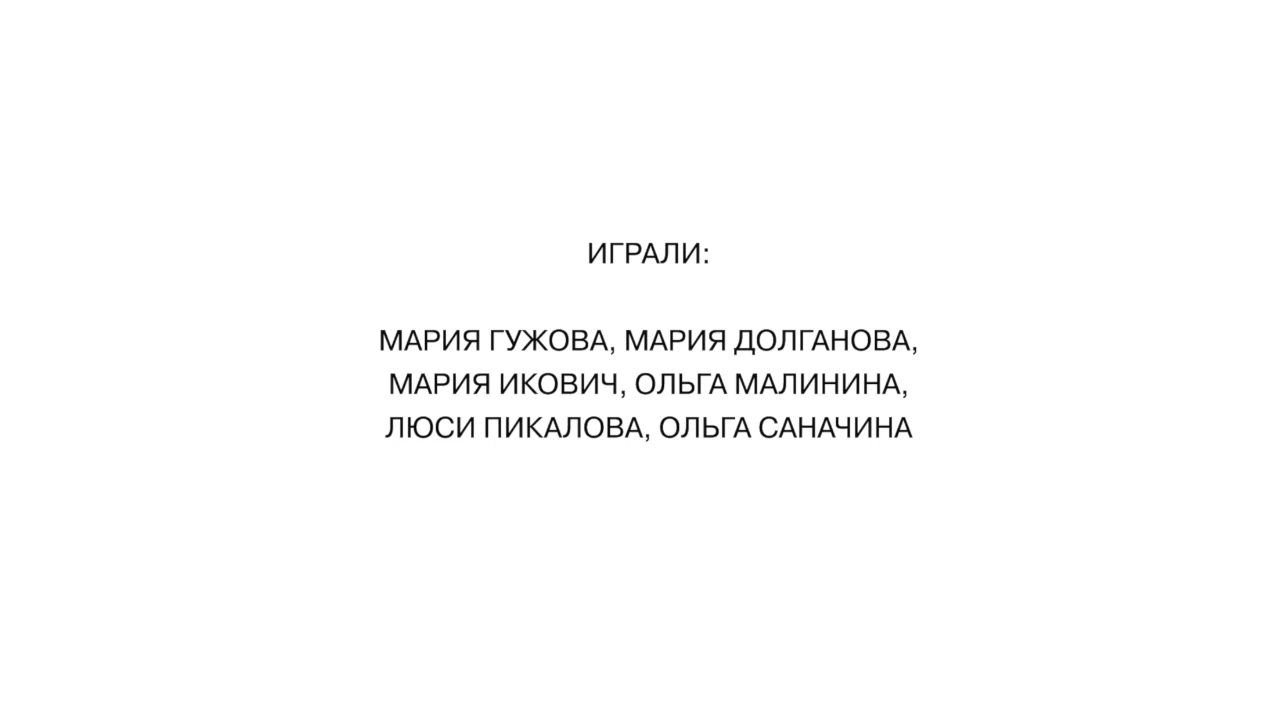 ИГРАЛИ:
МАРИЯ ГУЖОВА, МАРИЯ ДОЛГАНОВА,
МАРИЯ ИКОВИЧ, ОЛЬГА МАЛИНИНА,
ЛЮСИ ПИКАЛОВА, ОЛЬГА САНАЧИНА